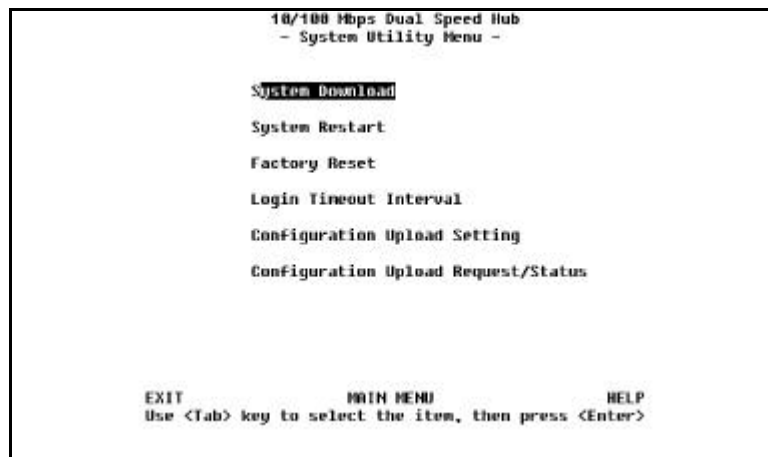 10/100 Mbps Dual Speed Hub
- System Utility Menu -
System Download
System Restart
Factory Reset
Login Timeout Interval
Configuration Upload Setting
Configuration Upload Request/Status
EXIT MAIN MENU HELP
Use <Tab> key to select the item, then press <Enter>